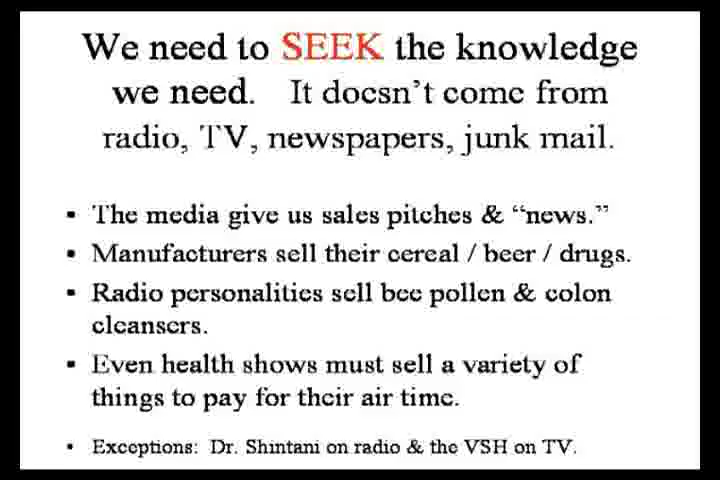 We need to SEEK the knowledge
we need. It doesn't come from
radio, TV, newspapers, junk mail.
• The media give us sales pitches & “news.”
• Manufacturers sell their cereal / beer / drugs.
• Radio personalities sell bee pollen & colon
cleansers.
• Even health shows must sell a variety of
things to pay for their air time.
• Exceptions: Dr. Shintani on radio & the VSH on TV.